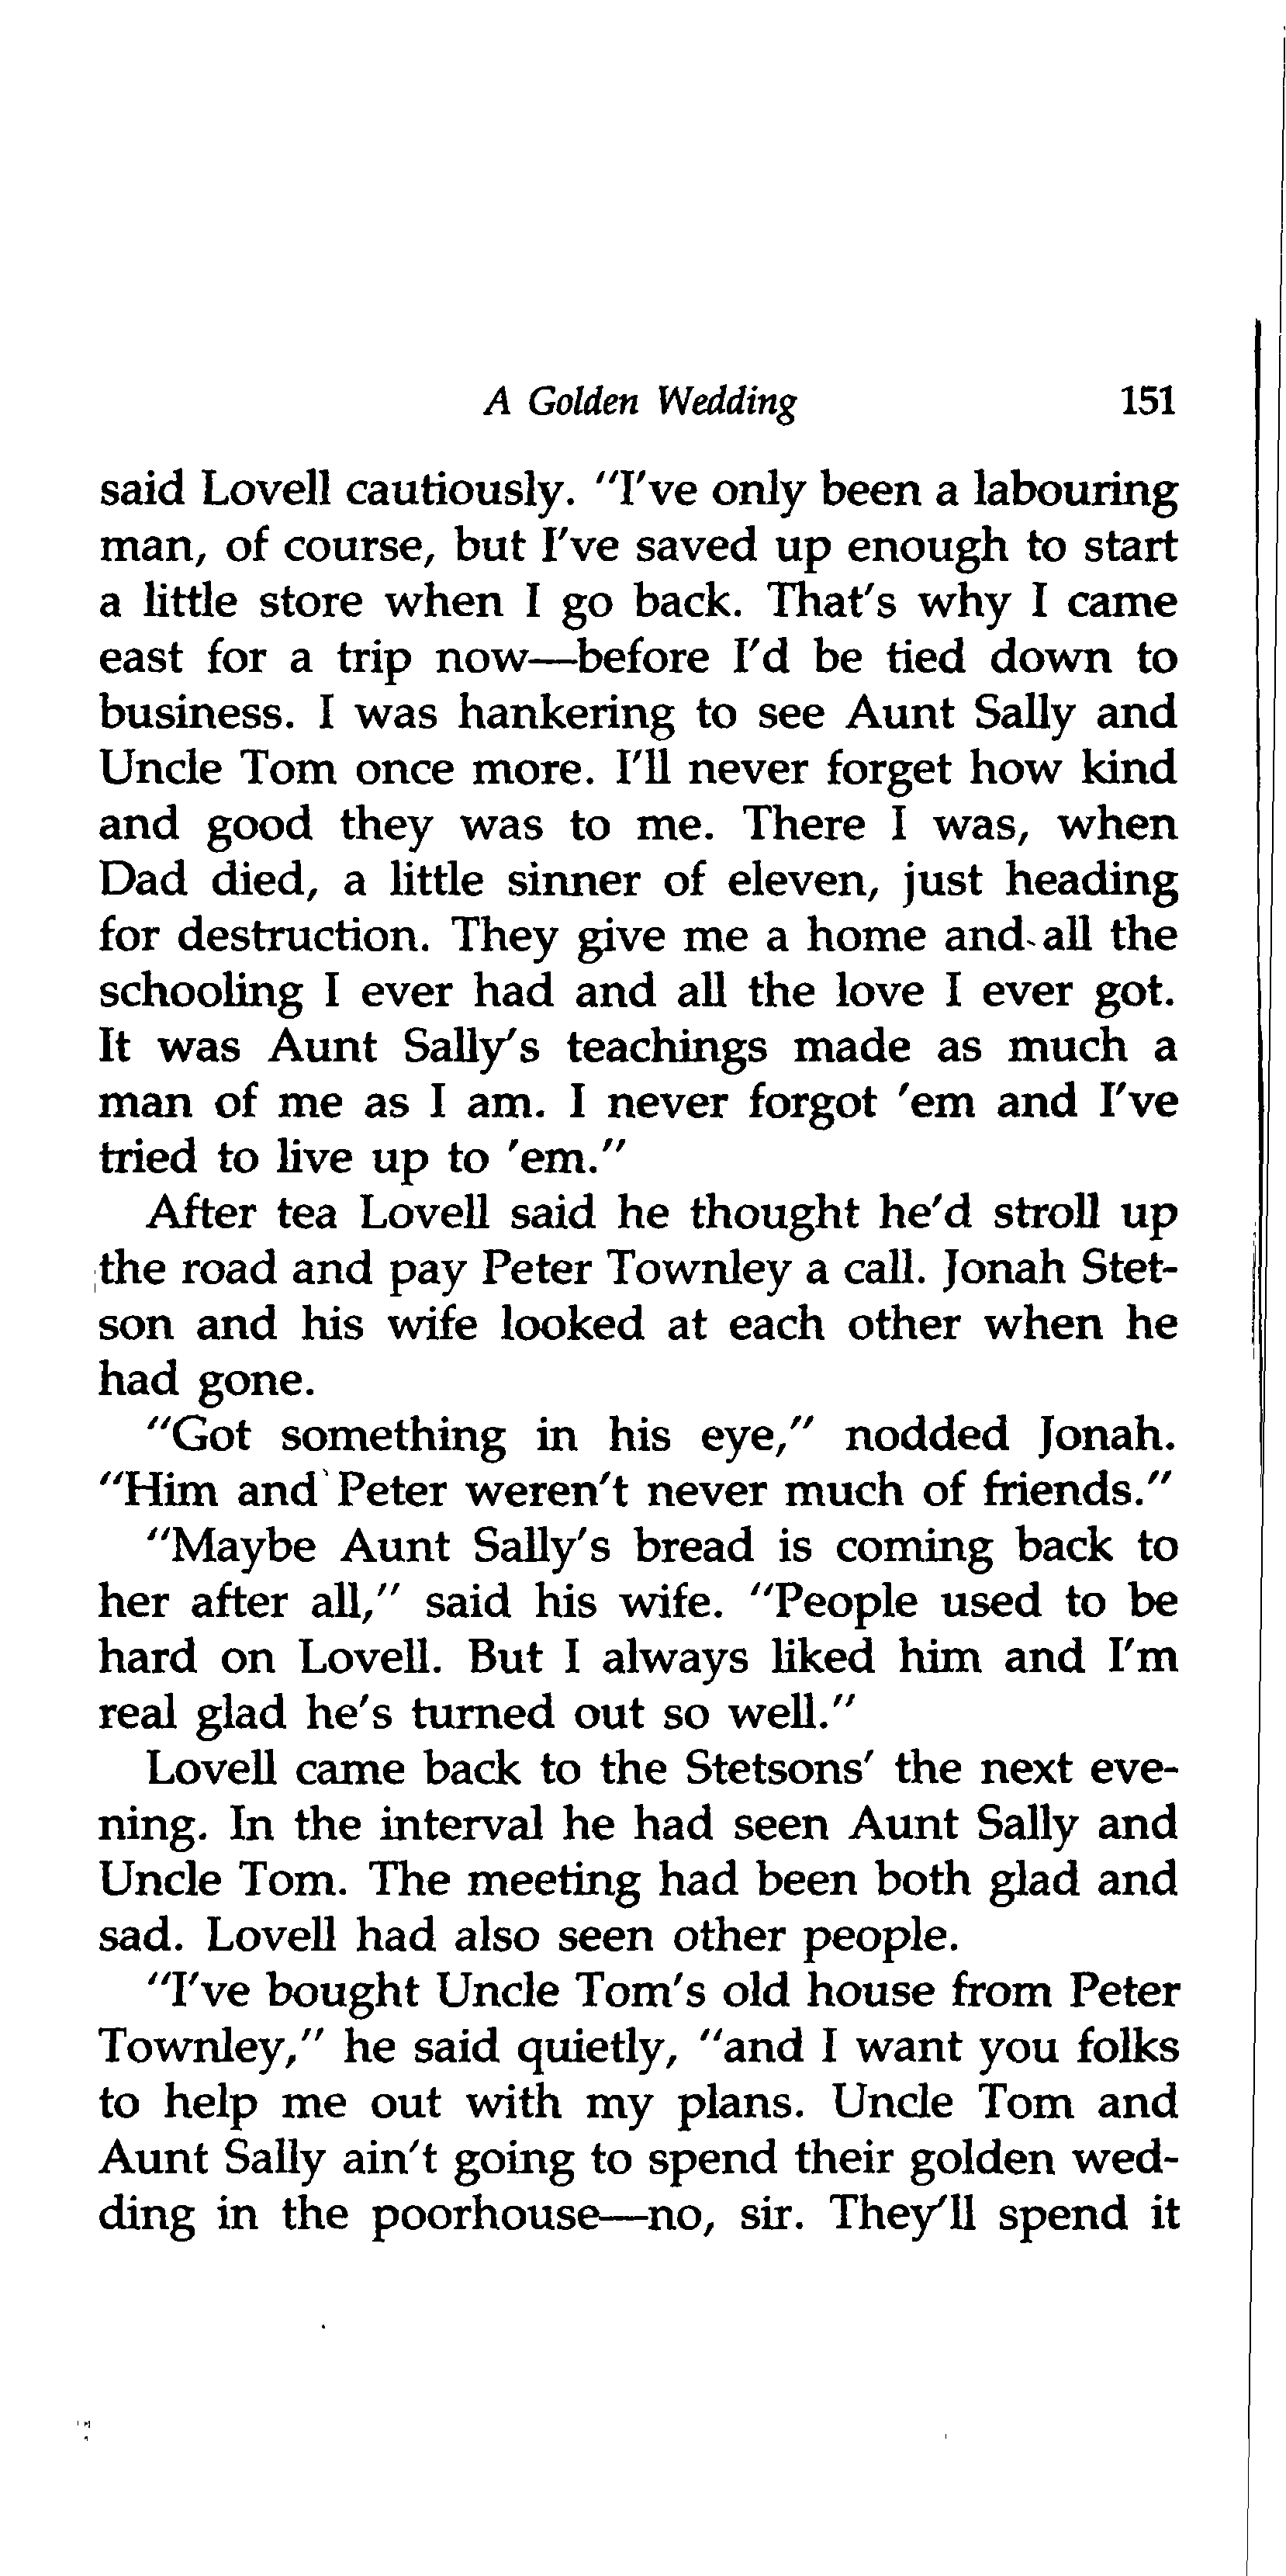 A Golden Wedding 151
said Lovell cautiously. "I've only been a labouring
man, of course, but I've saved up enough to start
a little store when I go back. That's why I came
east for a trip now—before I'd be tied down to
business. I was hankering to see Aunt Sally and
Uncle Tom once more. I'll never forget how kind
and good they was to me. There I was, when
Dad died, a little sinner of eleven, just heading
for destruction. They give me a home and all the
schooling I ever had and all the love I ever got.
It was Aunt Sally's teachings made as much a
man of me as I am. I never forgot 'em and I've
tried to live up to 'em."
After tea Lovell said he thought he'd stroll up
the road and pay Peter Townley a call. Jonah Stet-
son and his wife looked at each other when he
had gone.
"Got something in his eye," nodded Jonah.
"Him and Peter weren't never much of friends."
"Maybe Aunt Sally's bread is coming back to
her after all," said his wife. "People used to be
hard on Lovell. But I always liked him and I'm
real glad he's turned out so well."
Lovell came back to the Stetsons' the next eve-
ning. In the interval he had seen Aunt Sally and
Uncle Tom. The meeting had been both glad and
sad. Lovell had also seen other people.
"I've bought Uncle Tom's old house from Peter
Townley," he said quietly, "and I want you folks
to help me out with my plans. Uncle Tom and
Aunt Sally ain't going to spend their golden wed-
ding in the poorhouse—no, sir. They'll spend it